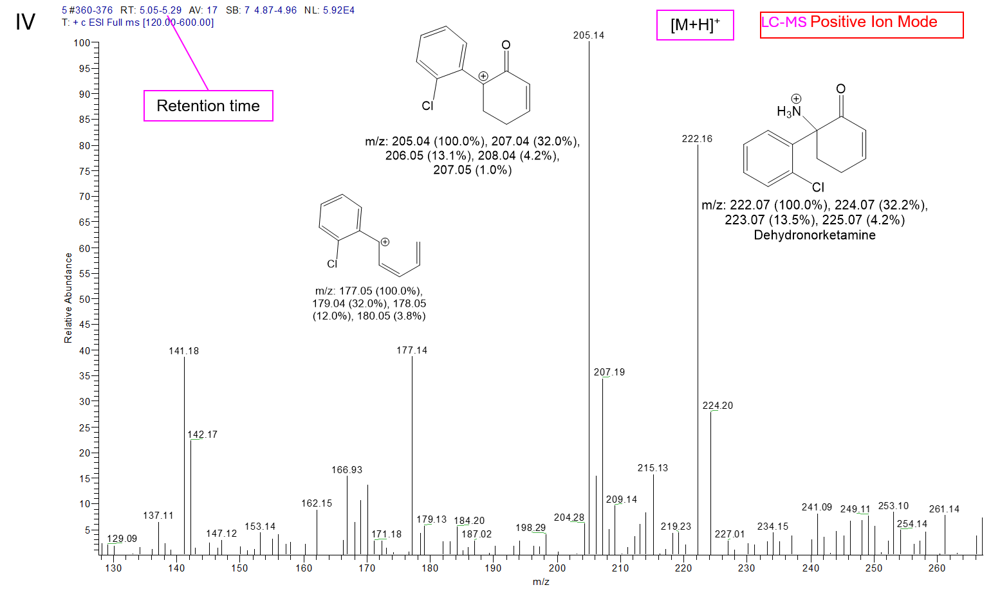 IV
5 #360-376 RT: 5.05-5.29 AV: 17 SB: 7 4.87-4.96 NL: 5.92E4
T: + c ESI Full ms [120.00-600.00]
[M+H]⁺
LC-MS Positive Ion Mode
Retention time
Relative Abundance
100
95
90
85
80
75
70
65
60
55
50
45
40
35
30
25
20
15
10
5
O
⊕
Cl
m/z: 205.04 (100.0%), 207.04 (32.0%),
206.05 (13.1%), 208.04 (4.2%),
207.05 (1.0%)
O
⊕
H₃N
Cl
m/z: 222.07 (100.0%), 224.07 (32.2%),
223.07 (13.5%), 225.07 (4.2%)
Dehydronorketamine
⊕
Cl
m/z: 177.05 (100.0%),
179.04 (32.0%), 178.05
(12.0%), 180.05 (3.8%)
205.14
222.16
141.18
177.14
207.19
224.20
142.17
166.93
215.13
162.15
209.14
137.11
204.28
241.09
249.11
253.10
261.14
129.09
147.12
153.14
171.18
179.13
184.20
187.02
198.29
219.23
227.01
234.15
254.14
130 140 150 160 170 180 190 200 210 220 230 240 250 260
m/z